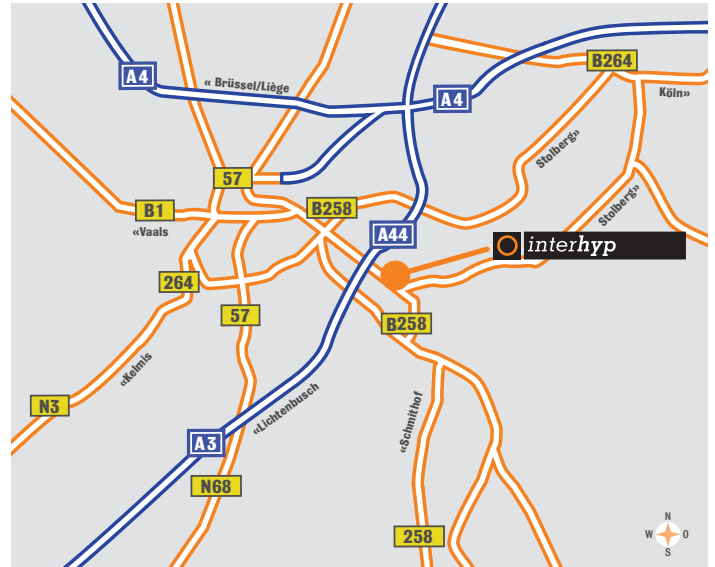 B264
A4
« Brüssel/Liège
A4
Köln»
Stolberg»
57
Stolberg»
B1
B258
«Vaals
A44
interhyp
264
57
B258
«Kelmis
«Lichtenbusch
«Schmithof
N3
A3
N68
258
N
W O
S